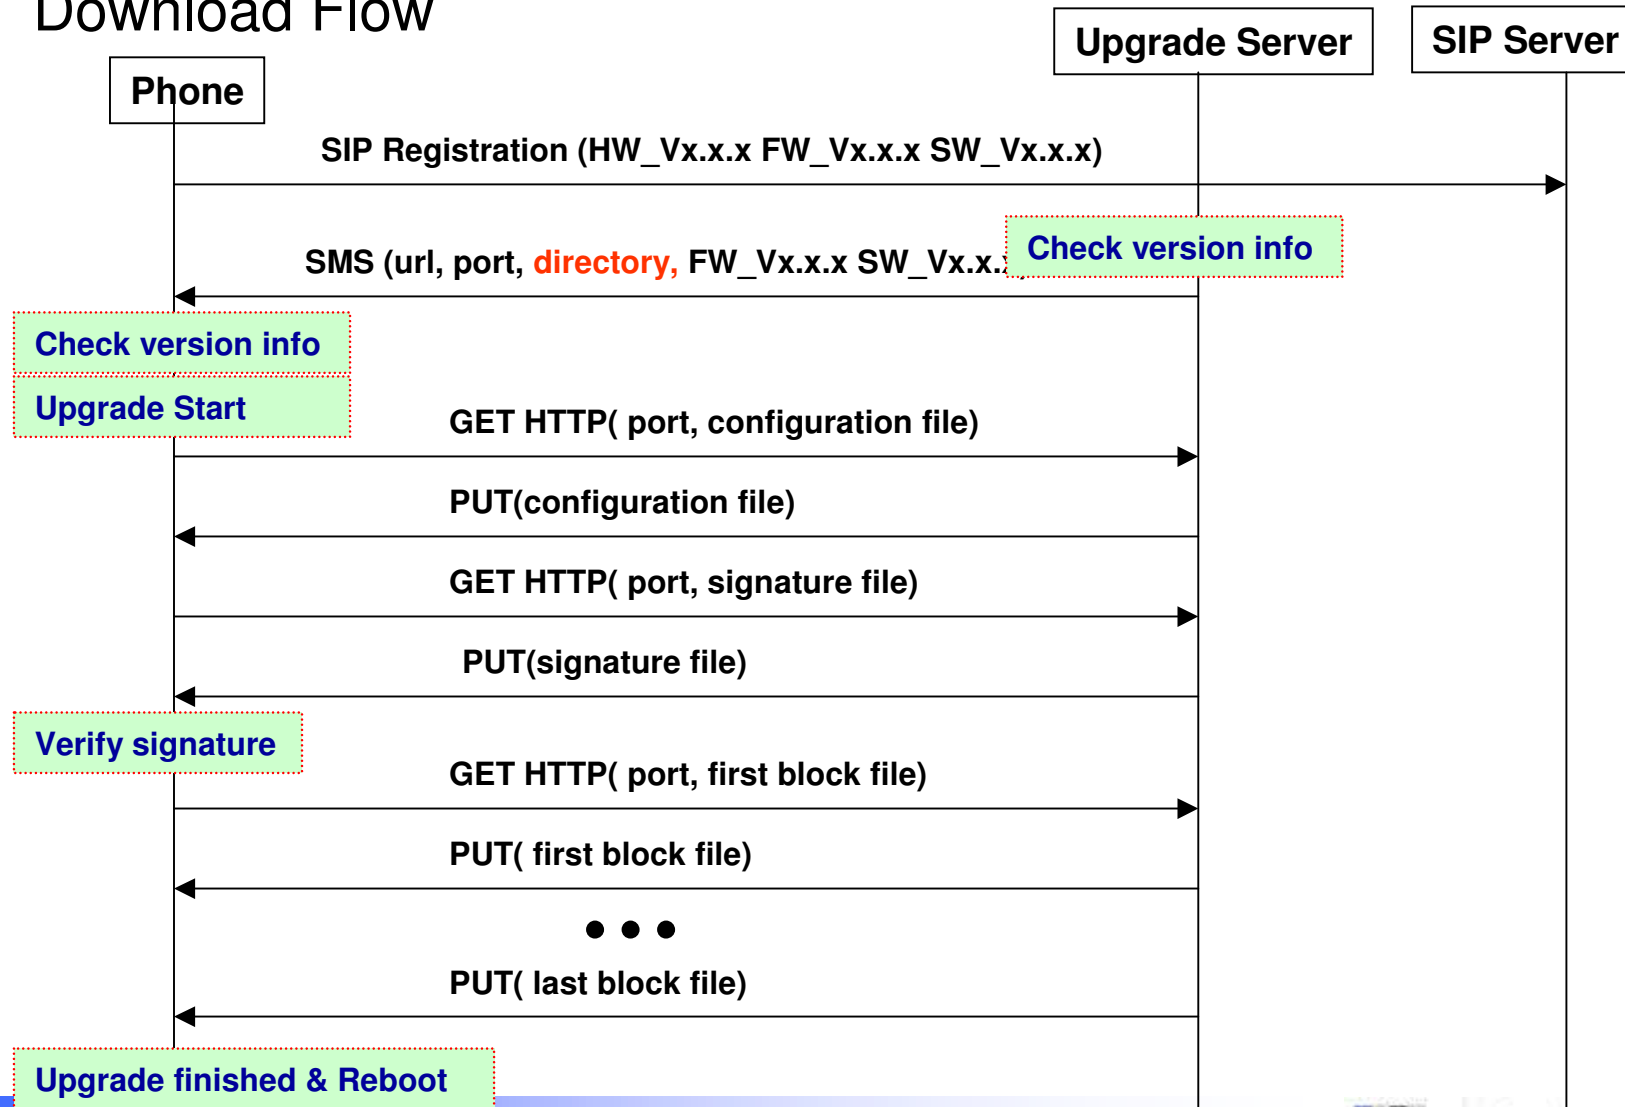 Download Flow
Upgrade Server
SIP Server
Phone
SIP Registration (HW_Vx.x.x FW_Vx.x.x SW_Vx.x.x)
Check version info
SMS (url, port, directory, FW_Vx.x.x SW_Vx.x.
Check version info
Upgrade Start
GET HTTP( port, configuration file)
PUT(configuration file)
GET HTTP( port, signature file)
PUT(signature file)
Verify signature
GET HTTP( port, first block file)
PUT( first block file)
•••
PUT( last block file)
Upgrade finished & Reboot